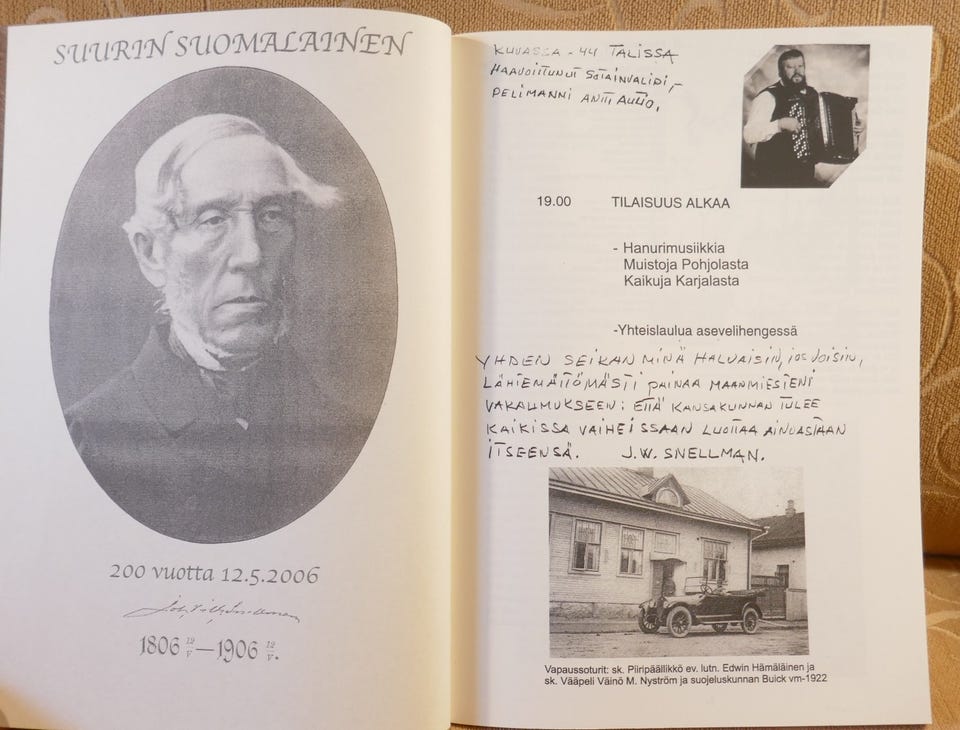 SUURIN SUOMALAINEN
200 vuotta 12.5.2006
Joh. Vilh. Snellman
1806 12/V — 1906 12/V.
KUVASSA -44 TALISSA
HAAVOITTUNUT SOTAINVALIDI,-
PELIMANNI ANTTI AUTIO.
19.00 TILAISUUS ALKAA
- Hanurimusiikkia
Muistoja Pohjolasta
Kaikuja Karjalasta
-Yhteislaulua asevelihengessä
YHDEN SEIKAN MINÄ HALUAISIN, JOS VOISIN,
LÄHTEMÄTTÖMÄSTI PAINAA MAANMIESTENI
VAKAUMUKSEEN: ETTÄ KANSAKUNNAN TULEE
KAIKISSA VAIHEISSAAN LUOTTAA AINOASTAAN
ITSEENSÄ. J.W. SNELLMAN.
Vapaussoturit: sk. Piiripäällikkö ev. lutn. Edwin Hämäläinen ja
sk. Vääpeli Väinö M. Nyström ja suojeluskunnan Buick vm-1922